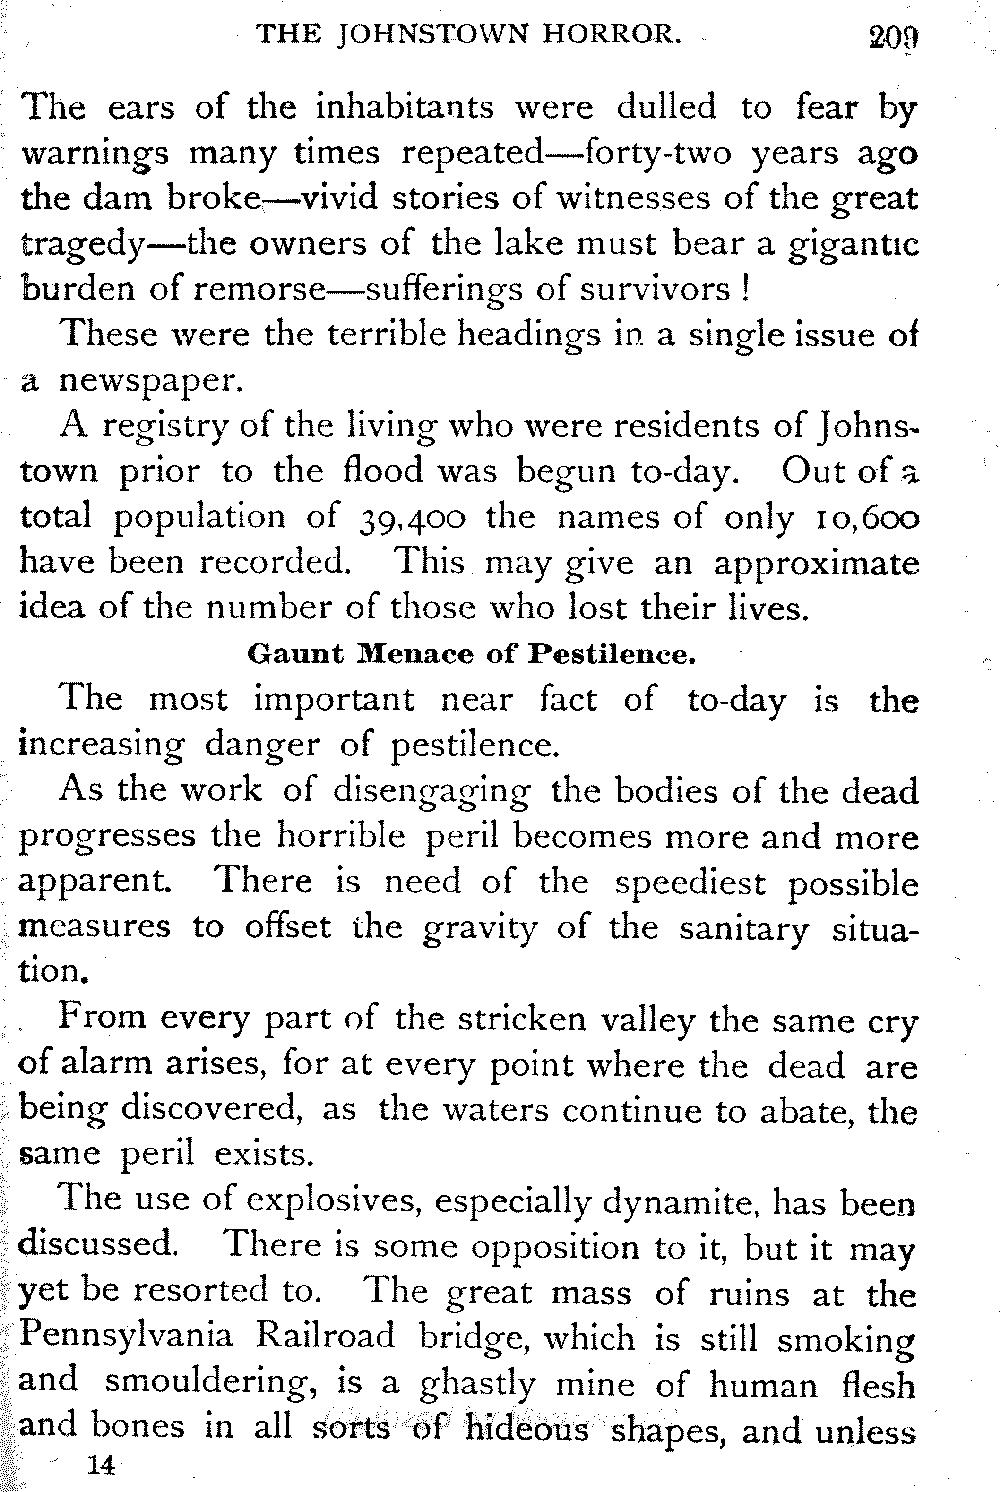 THE JOHNSTOWN HORROR. 209
The ears of the inhabitants were dulled to fear by
warnings many times repeated—forty-two years ago
the dam broke—vivid stories of witnesses of the great
tragedy—the owners of the lake must bear a gigantic
burden of remorse—sufferings of survivors !
These were the terrible headings in a single issue of
a newspaper.
A registry of the living who were residents of Johns-
town prior to the flood was begun to-day. Out of a
total population of 39,400 the names of only 10,600
have been recorded. This may give an approximate
idea of the number of those who lost their lives.
Gaunt Menace of Pestilence.
The most important near fact of to-day is the
increasing danger of pestilence.
As the work of disengaging the bodies of the dead
progresses the horrible peril becomes more and more
apparent. There is need of the speediest possible
measures to offset the gravity of the sanitary situa-
tion.
From every part of the stricken valley the same cry
of alarm arises, for at every point where the dead are
being discovered, as the waters continue to abate, the
same peril exists.
The use of explosives, especially dynamite, has been
discussed. There is some opposition to it, but it may
yet be resorted to. The great mass of ruins at the
Pennsylvania Railroad bridge, which is still smoking
and smouldering, is a ghastly mine of human flesh
and bones in all sorts of hideous shapes, and unless
14